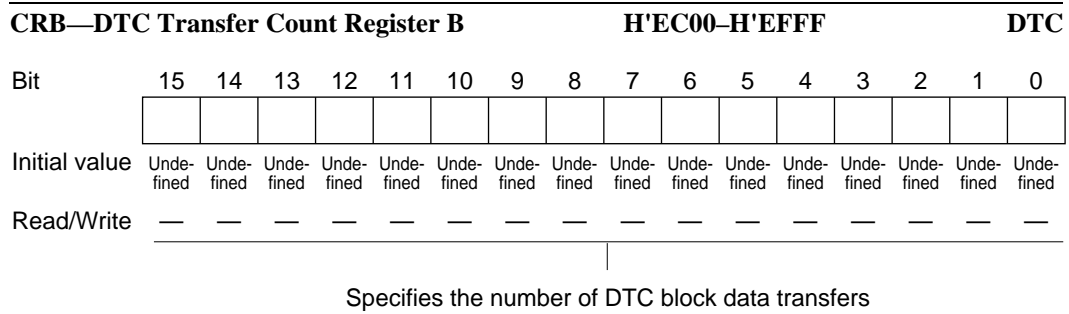 CRB—DTC Transfer Count Register B H'EC00–H'EFFF DTC
Bit 15 14 13 12 11 10 9 8 7 6 5 4 3 2 1 0
Initial value Unde- Unde- Unde- Unde- Unde- Unde- Unde- Unde- Unde- Unde- Unde- Unde- Unde- Unde- Unde- Unde-
fined fined fined fined fined fined fined fined fined fined fined fined fined fined fined fined
Read/Write — — — — — — — — — — — — — — — —
Specifies the number of DTC block data transfers